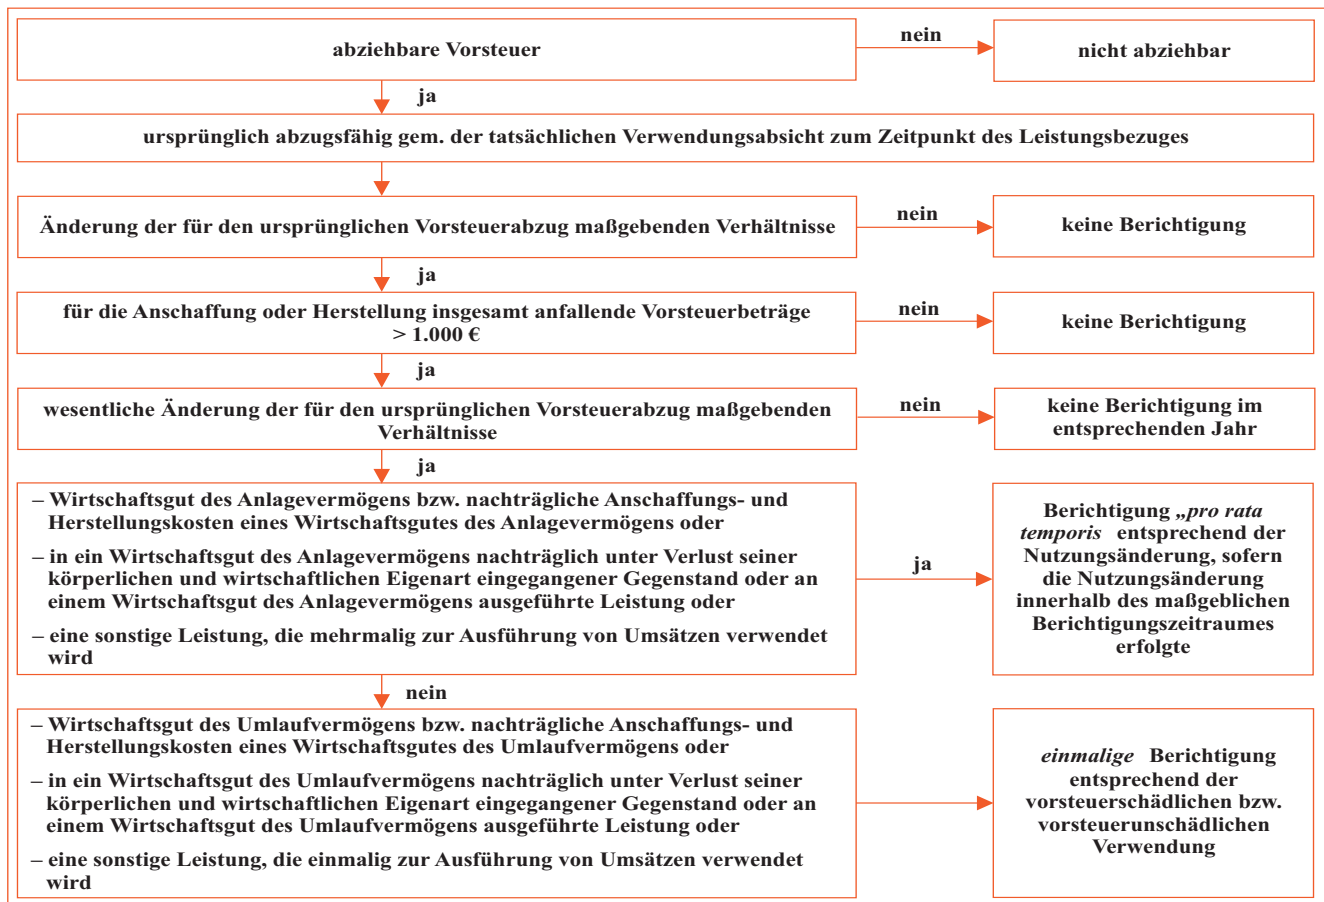 abziehbare Vorsteuer
nein
nicht abziehbar
ja
ursprünglich abzugsfähig gem. der tatsächlichen Verwendungsabsicht zum Zeitpunkt des Leistungsbezuges
Änderung der für den ursprünglichen Vorsteuerabzug maßgebenden Verhältnisse
nein
keine Berichtigung
ja
für die Anschaffung oder Herstellung insgesamt anfallende Vorsteuerbeträge
> 1.000 €
nein
keine Berichtigung
ja
wesentliche Änderung der für den ursprünglichen Vorsteuerabzug maßgebenden
Verhältnisse
nein
keine Berichtigung im
entsprechenden Jahr
ja
– Wirtschaftsgut des Anlagevermögens bzw. nachträgliche Anschaffungs- und
Herstellungskosten eines Wirtschaftsgutes des Anlagevermögens oder
– in ein Wirtschaftsgut des Anlagevermögens nachträglich unter Verlust seiner
körperlichen und wirtschaftlichen Eigenart eingegangener Gegenstand oder an
einem Wirtschaftsgut des Anlagevermögens ausgeführte Leistung oder
– eine sonstige Leistung, die mehrmalig zur Ausführung von Umsätzen verwendet
wird
ja
Berichtigung „pro rata
temporis entsprechend der
Nutzungsänderung, sofern
die Nutzungsänderung
innerhalb des maßgeblichen
Berichtigungszeitraumes
erfolgte
nein
– Wirtschaftsgut des Umlaufvermögens bzw. nachträgliche Anschaffungs- und
Herstellungskosten eines Wirtschaftsgutes des Umlaufvermögens oder
– in ein Wirtschaftsgut des Umlaufvermögens nachträglich unter Verlust seiner
körperlichen und wirtschaftlichen Eigenart eingegangener Gegenstand oder an
einem Wirtschaftsgut des Umlaufvermögens ausgeführte Leistung oder
– eine sonstige Leistung, die einmalig zur Ausführung von Umsätzen verwendet
wird
einmalige Berichtigung
entsprechend der
vorsteuerschädlichen bzw.
vorsteuerunschädlichen
Verwendung